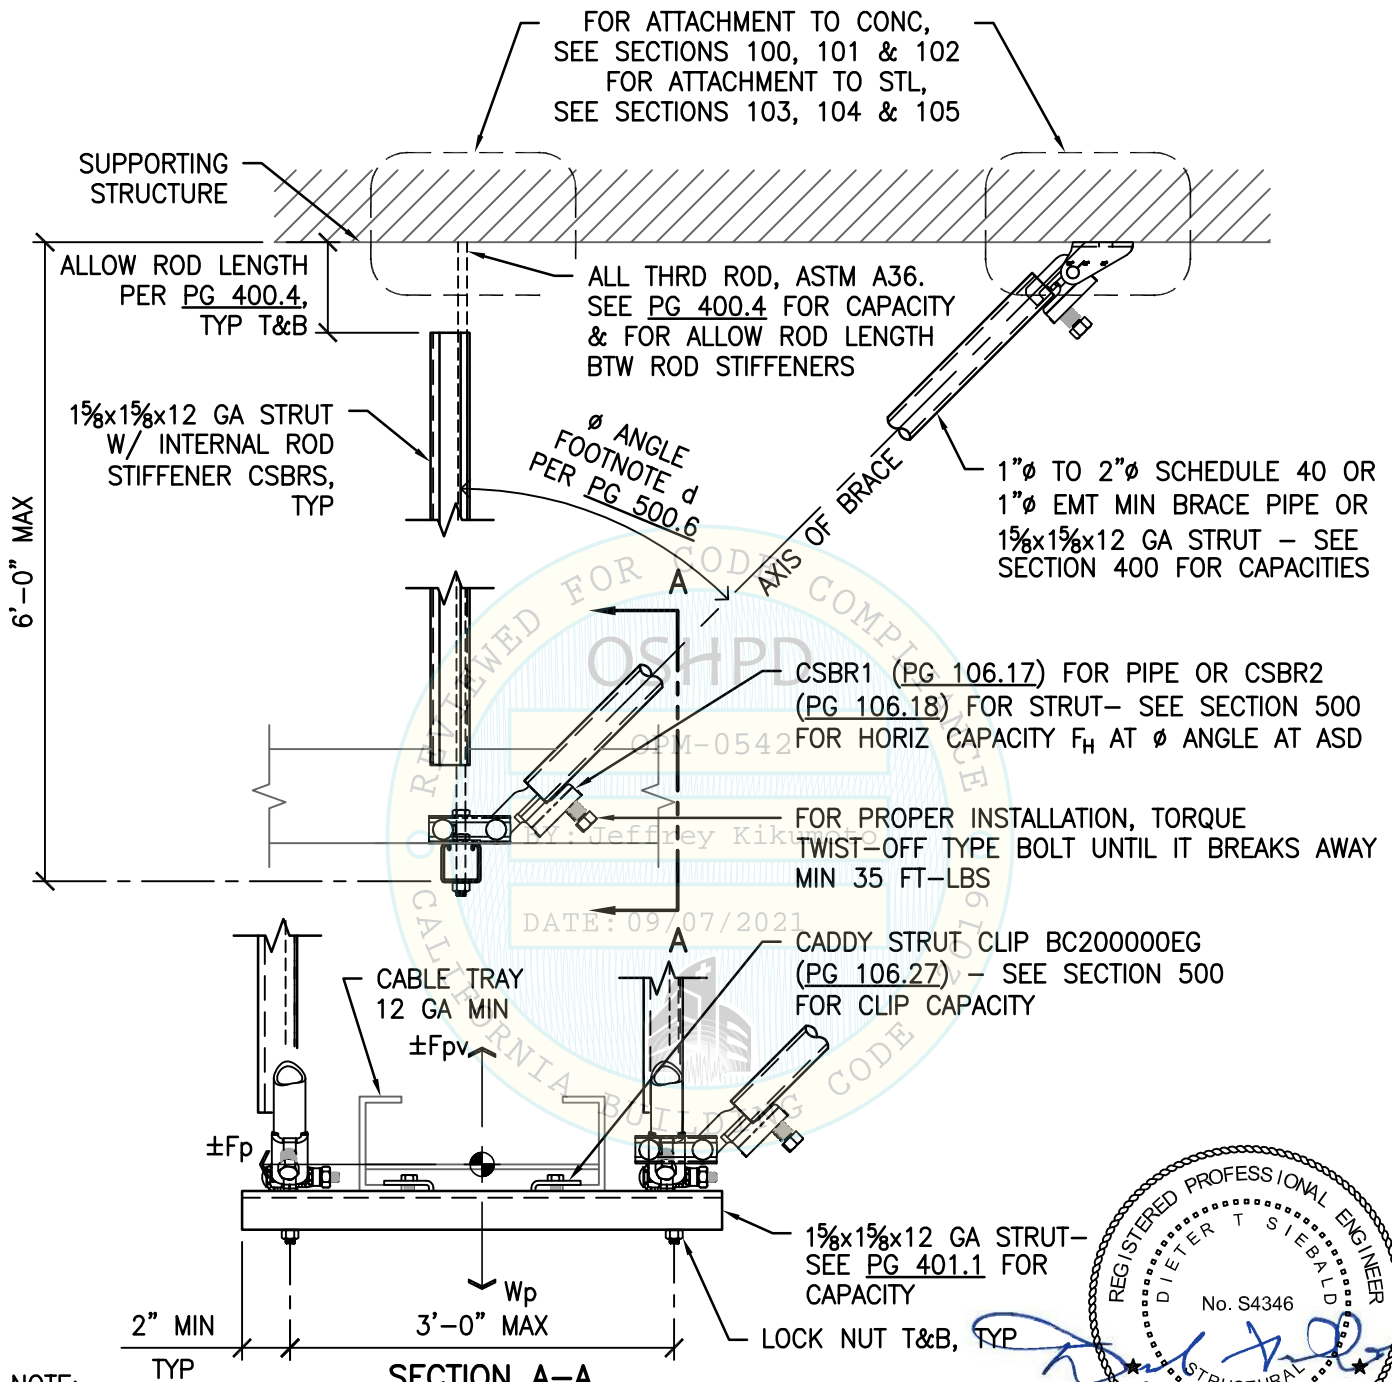 FOR ATTACHMENT TO CONC,
SEE SECTIONS 100, 101 & 102
FOR ATTACHMENT TO STL,
SEE SECTIONS 103, 104 & 105
SUPPORTING
STRUCTURE
ALLOW ROD LENGTH
PER PG 400.4,
TYP T&B
ALL THRD ROD, ASTM A36.
SEE PG 400.4 FOR CAPACITY
& FOR ALLOW ROD LENGTH
BTW ROD STIFFENERS
1⅝x1⅝x12 GA STRUT
W/ INTERNAL ROD
STIFFENER CSBRS,
TYP
6'-0" MAX
ø ANGLE
FOOTNOTE d
PER PG 500.6
AXIS OF BRACE
1"ø TO 2"ø SCHEDULE 40 OR
1"ø EMT MIN BRACE PIPE OR
1⅝x1⅝x12 GA STRUT – SEE
SECTION 400 FOR CAPACITIES
A
CSBR1 (PG 106.17) FOR PIPE OR CSBR2
(PG 106.18) FOR STRUT– SEE SECTION 500
FOR HORIZ CAPACITY FH AT ø ANGLE AT ASD
FOR PROPER INSTALLATION, TORQUE
TWIST–OFF TYPE BOLT UNTIL IT BREAKS AWAY
MIN 35 FT–LBS
A
CADDY STRUT CLIP BC200000EG
(PG 106.27) – SEE SECTION 500
FOR CLIP CAPACITY
CABLE TRAY
12 GA MIN
±Fpv
±Fp
Wp
1⅝x1⅝x12 GA STRUT–
SEE PG 401.1 FOR
CAPACITY
LOCK NUT T&B, TYP
2" MIN
TYP
3'-0" MAX
SECTION A–A
NOTE:
REVIEWED FOR CODE COMPLIANCE
OSHPD
OPM-0542
BY: Jeffrey Kikumoto
DATE: 09/07/2021
CALIFORNIA BUILDING CODE 2019
REGISTERED PROFESSIONAL ENGINEER
DIETER T SIEBALD
No. S4346
STRUCTURAL